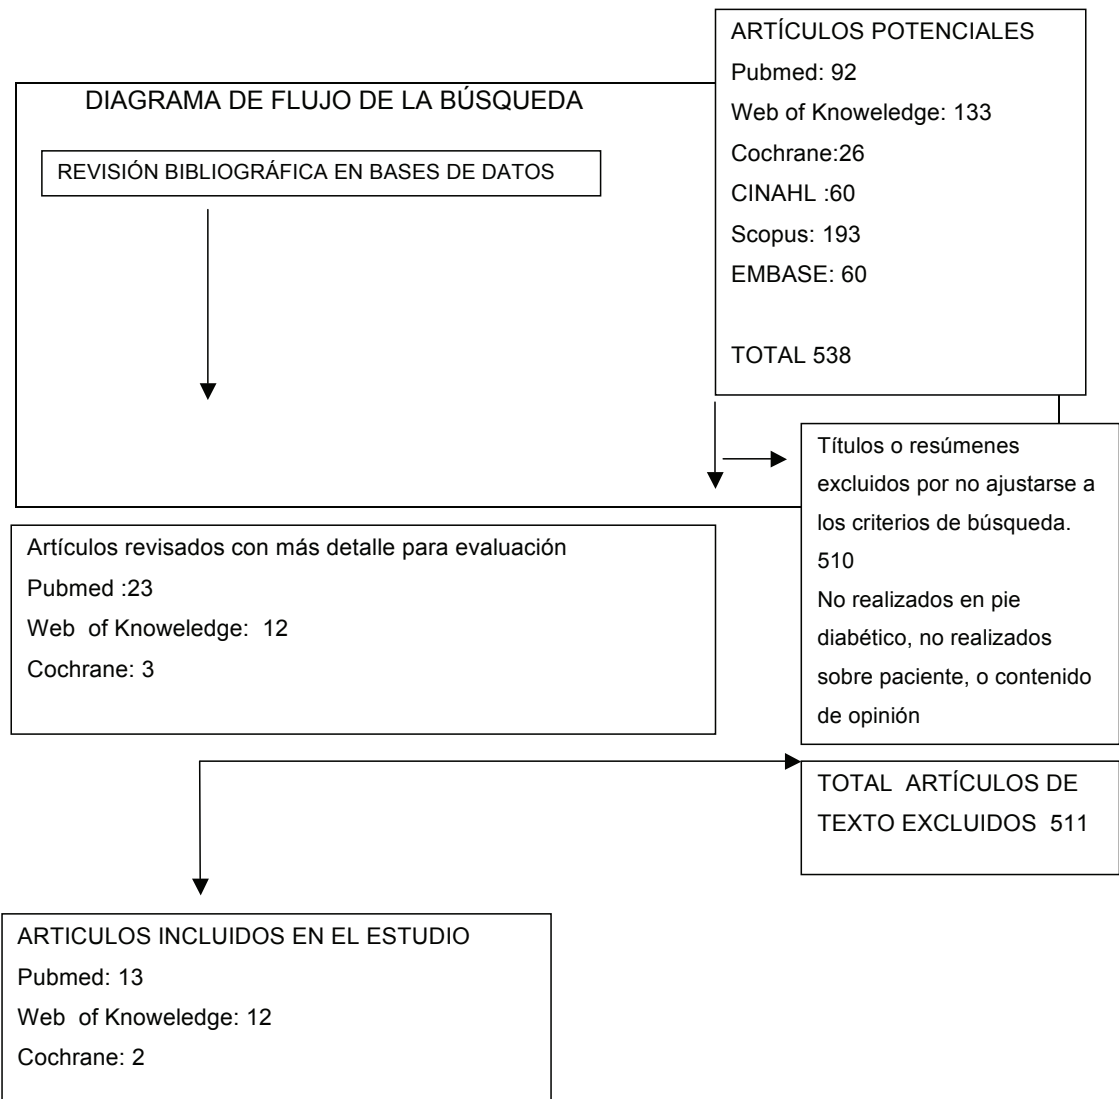 DIAGRAMA DE FLUJO DE LA BÚSQUEDA
REVISIÓN BIBLIOGRÁFICA EN BASES DE DATOS
ARTÍCULOS POTENCIALES
Pubmed: 92
Web of Knoweledge: 133
Cochrane:26
CINAHL :60
Scopus: 193
EMBASE: 60
TOTAL 538
Títulos o resúmenes
excluidos por no ajustarse a
los criterios de búsqueda.
510
No realizados en pie
diabético, no realizados
sobre paciente, o contenido
de opinión
Artículos revisados con más detalle para evaluación
Pubmed :23
Web of Knoweledge: 12
Cochrane: 3
TOTAL ARTÍCULOS DE
TEXTO EXCLUIDOS 511
ARTICULOS INCLUIDOS EN EL ESTUDIO
Pubmed: 13
Web of Knoweledge: 12
Cochrane: 2